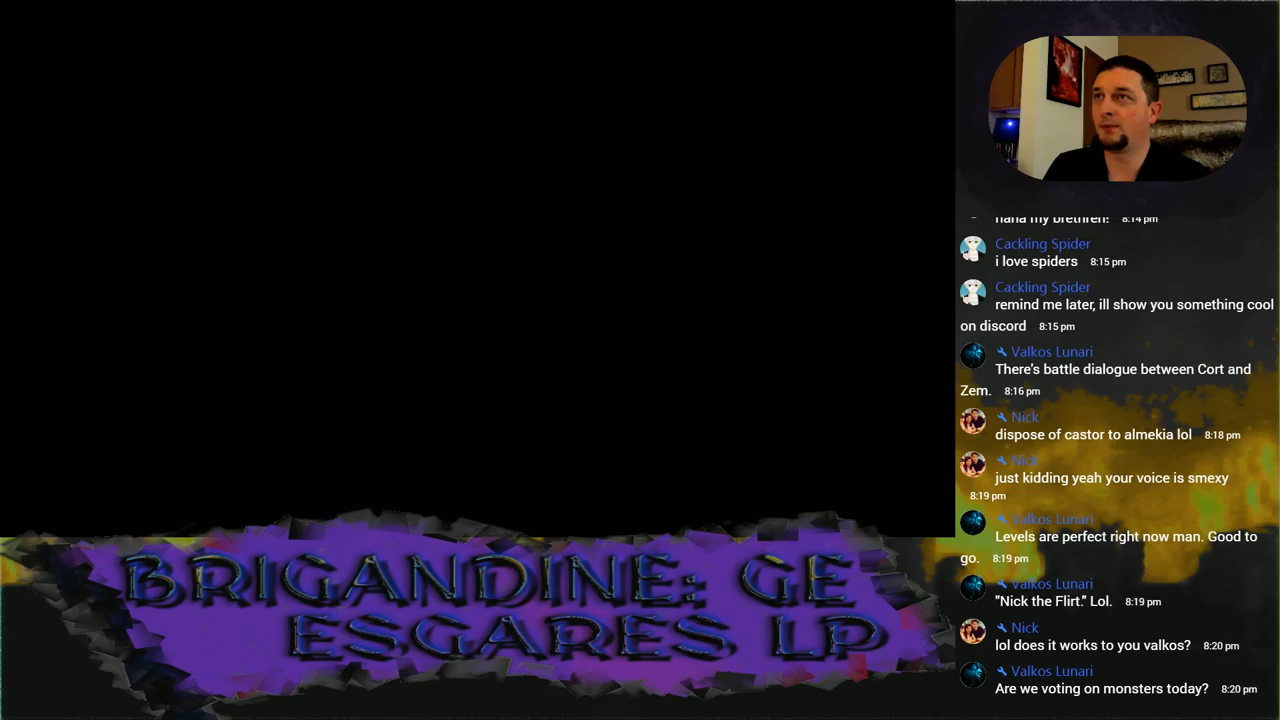 haha my brethren! 8:14 pm
Cackling Spider
i love spiders 8:15 pm
Cackling Spider
remind me later, ill show you something cool
on discord 8:15 pm
Valkos Lunari
There's battle dialogue between Cort and
Zem. 8:16 pm
Nick
dispose of castor to almekia lol 8:18 pm
Nick
just kidding yeah your voice is smexy
8:19 pm
Valkos Lunari
Levels are perfect right now man. Good to
go. 8:19 pm
Valkos Lunari
"Nick the Flirt." Lol. 8:19 pm
Nick
lol does it works to you valkos? 8:20 pm
Valkos Lunari
Are we voting on monsters today? 8:20 pm
BRIGANDINE: GE
ESGARES LP